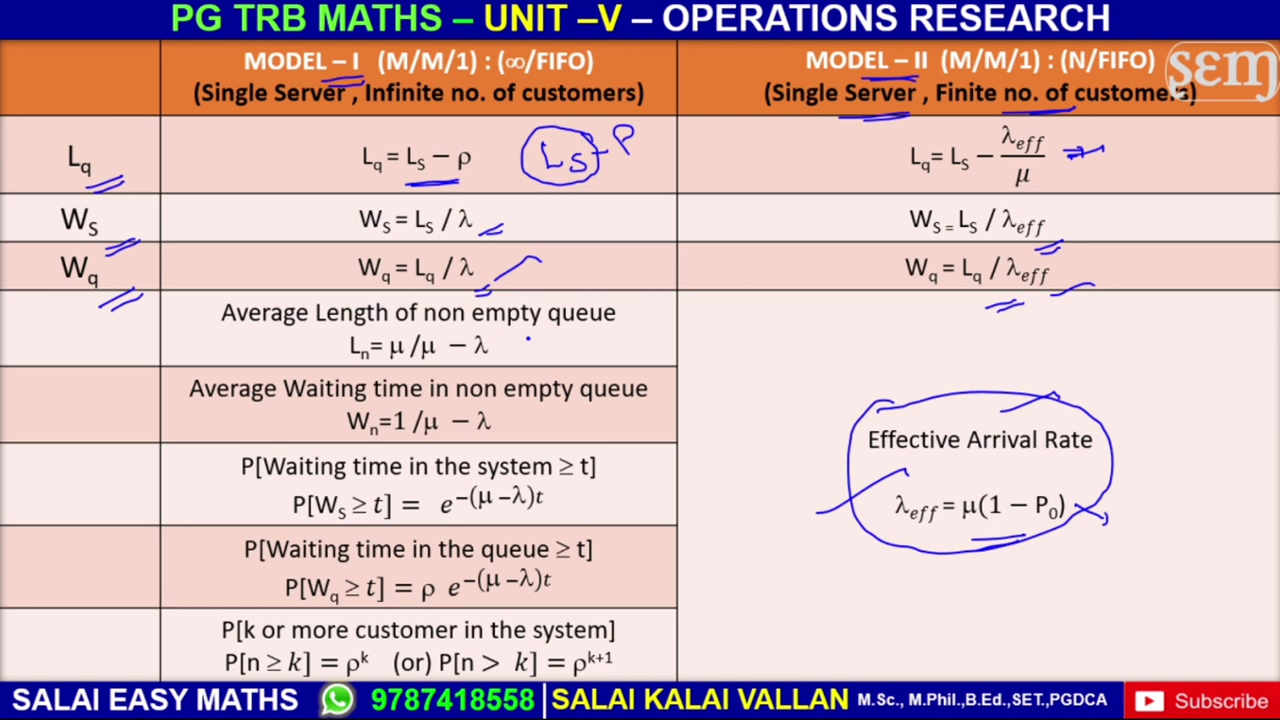 PG TRB MATHS – UNIT –V – OPERATIONS RESEARCH
MODEL – I (M/M/1) : (∞/FIFO)
(Single Server , Infinite no. of customers)
MODEL – II (M/M/1) : (N/FIFO)
(Single Server , Finite no. of customers)
sɛm
Lq
Lq = LS – ρ
LS – P
Lq= LS – λeff/μ
WS
WS = LS / λ
WS = LS / λeff
Wq
Wq = Lq / λ
Wq = Lq / λeff
Average Length of non empty queue
Ln= μ /μ – λ
Average Waiting time in non empty queue
Wn=1 /μ – λ
P[Waiting time in the system ≥ t]
P[WS ≥ t] = e^–(μ –λ)t
P[Waiting time in the queue ≥ t]
P[Wq ≥ t] = ρ e^–(μ –λ)t
P[k or more customer in the system]
P[n ≥ k] = ρ^k (or) P[n > k] = ρ^k+1
Effective Arrival Rate
λeff = μ(1 – P0)
SALAI EASY MATHS 9787418558 | SALAI KALAI VALLAN M.Sc., M.Phil.,B.Ed.,SET.,PGDCA Subscribe